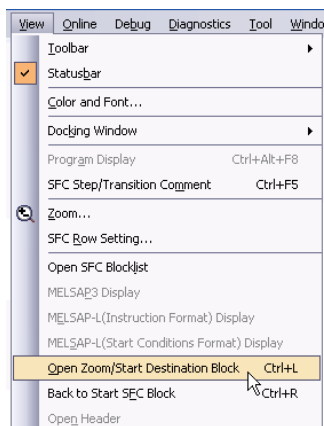 View Online Debug Diagnostics Tool Windo
Toolbar
Statusbar
Color and Font...
Docking Window
Program Display Ctrl+Alt+F8
SFC Step/Transition Comment Ctrl+F5
Zoom...
SFC Row Setting...
Open SFC Blocklist
MELSAP3 Display
MELSAP-L(Instruction Format) Display
MELSAP-L(Start Conditions Format) Display
Open Zoom/Start Destination Block Ctrl+L
Back to Start SFC Block Ctrl+R
Open Header